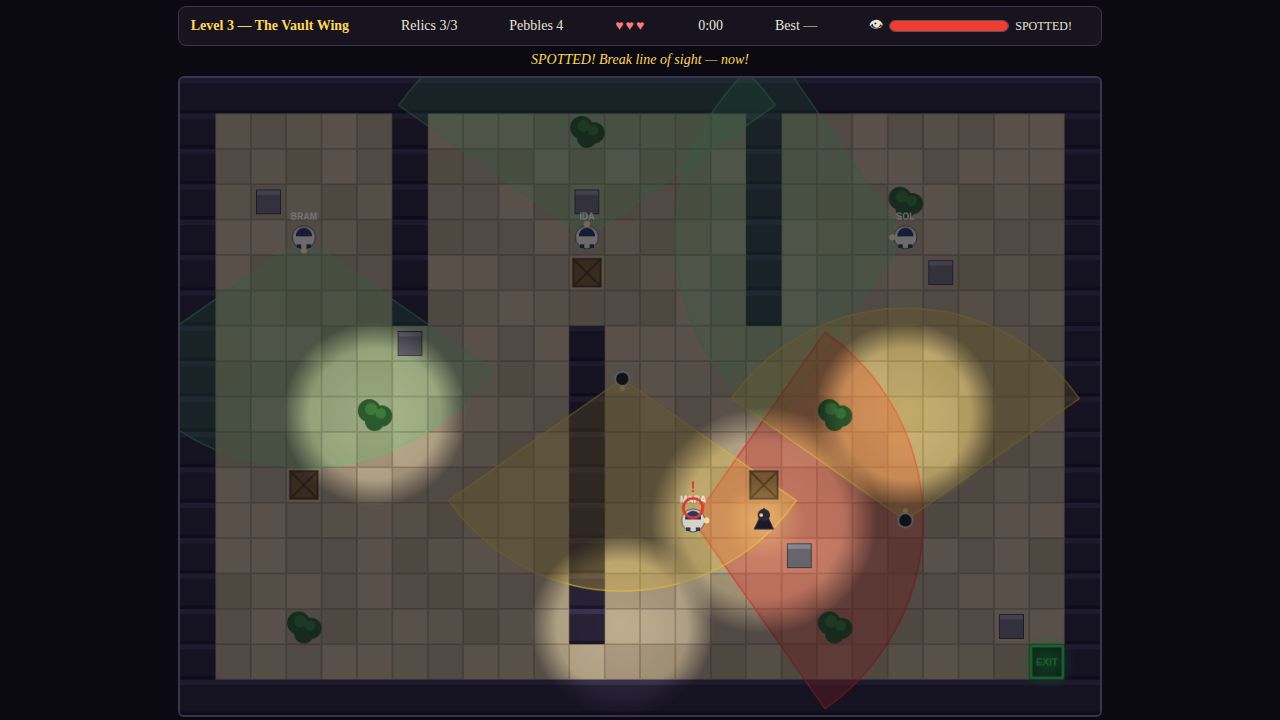 Level 3 — The Vault Wing
Relics 3/3
Pebbles 4
0:00
Best —
SPOTTED!
SPOTTED! Break line of sight — now!
BRAM
IDA
SOL
!
EXIT